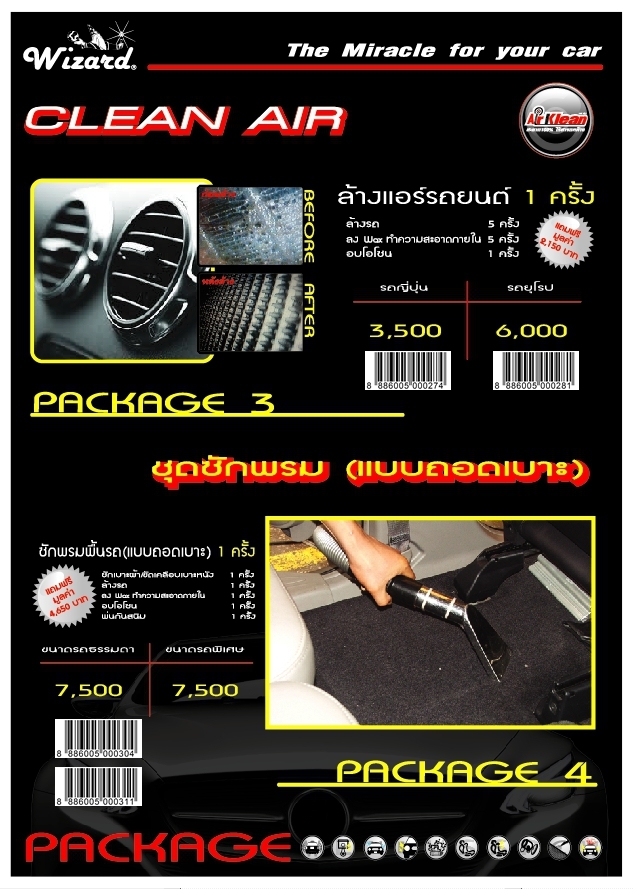 Wizard®
The Miracle for your car
CLEAN AIR
Air Klean
ล้างแอร์รถยนต์ 1 ครั้ง
ล้างรถ 5 ครั้ง
ลง Wax ทำความสะอาดภายใน 5 ครั้ง
อบโอโซน 1 ครั้ง
แถมฟรี
มูลค่า
2,150 บาท
BEFORE
หลังล้าง
AFTER
รถญี่ปุ่น รถยุโรป
3,500 6,000
8 886005 000274 8 886005 000281
PACKAGE 3
ชุดซักพรม (แบบถอดเบาะ)
ซักพรมพื้นรถ(แบบถอดเบาะ) 1 ครั้ง
แถมฟรี
มูลค่า
4,650 บาท
ซักเบาะผ้า/ขัดเคลือบเบาะหนัง 1 ครั้ง
ล้างรถ 1 ครั้ง
ลง Wax ทำความสะอาดภายใน 1 ครั้ง
อบโอโซน 1 ครั้ง
พ่นกันสนิม 1 ครั้ง
ขนาดรถธรรมดา ขนาดรถพิเศษ
7,500 7,500
8 886005 000304
8 886005 000311
PACKAGE 4
PACKAGE